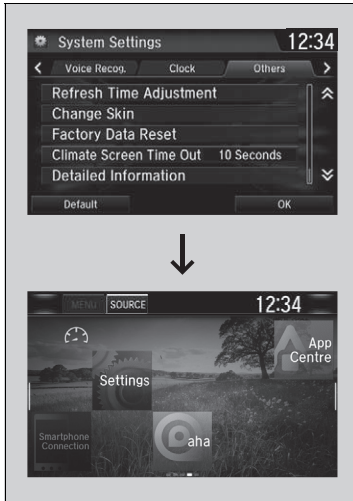 System Settings 12:34
Voice Recog. Clock Others
Refresh Time Adjustment
Change Skin
Factory Data Reset
Climate Screen Time Out 10 Seconds
Detailed Information
Default OK
MENU SOURCE 12:34
App
Centre
Settings
Smartphone
Connection
aha